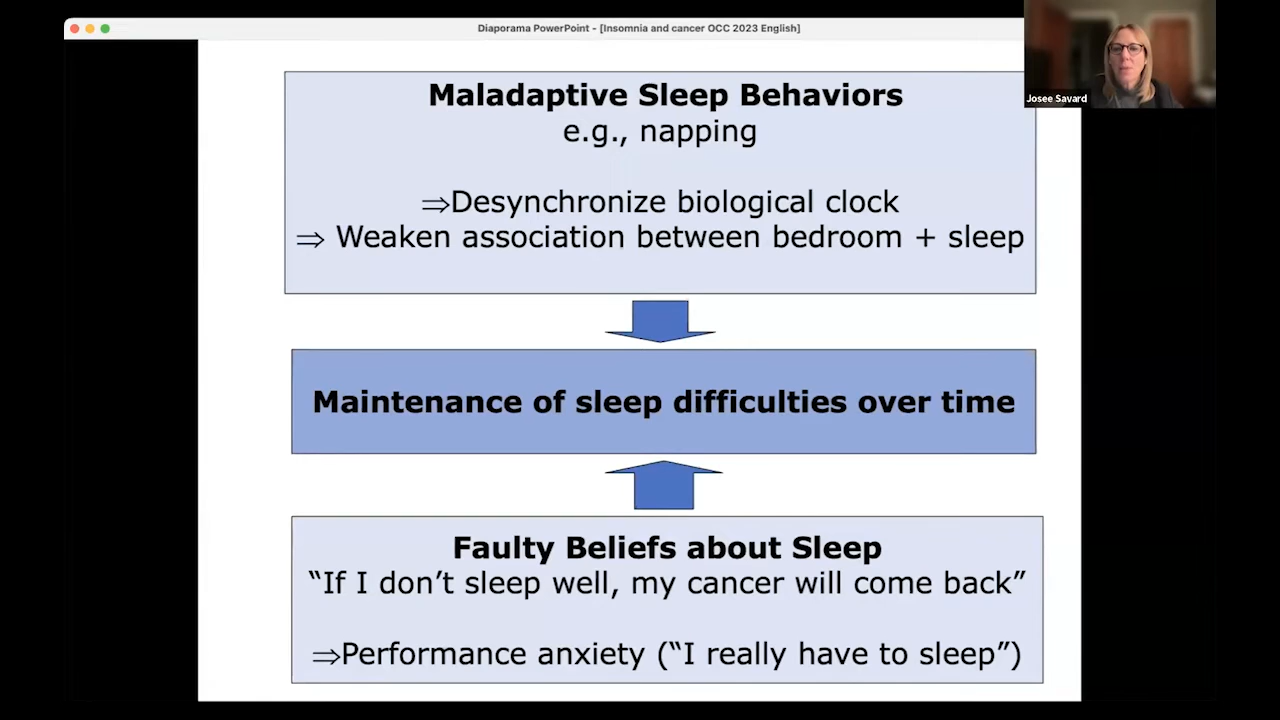 Diaporama PowerPoint - [Insomnia and cancer OCC 2023 English]
Josee Savard
Maladaptive Sleep Behaviors
e.g., napping
⇒Desynchronize biological clock
⇒ Weaken association between bedroom + sleep
Maintenance of sleep difficulties over time
Faulty Beliefs about Sleep
“If I don’t sleep well, my cancer will come back”
⇒Performance anxiety (“I really have to sleep”)